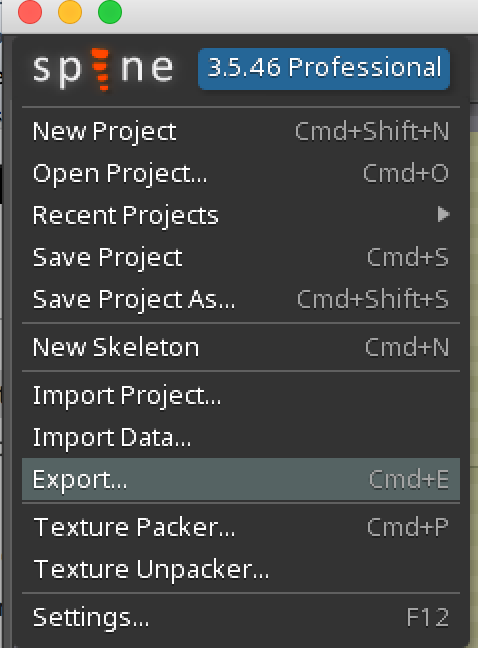 spine 3.5.46 Professional
New Project Cmd+Shift+N
Open Project... Cmd+O
Recent Projects
Save Project Cmd+S
Save Project As... Cmd+Shift+S
New Skeleton Cmd+N
Import Project...
Import Data...
Export... Cmd+E
Texture Packer... Cmd+P
Texture Unpacker...
Settings... F12